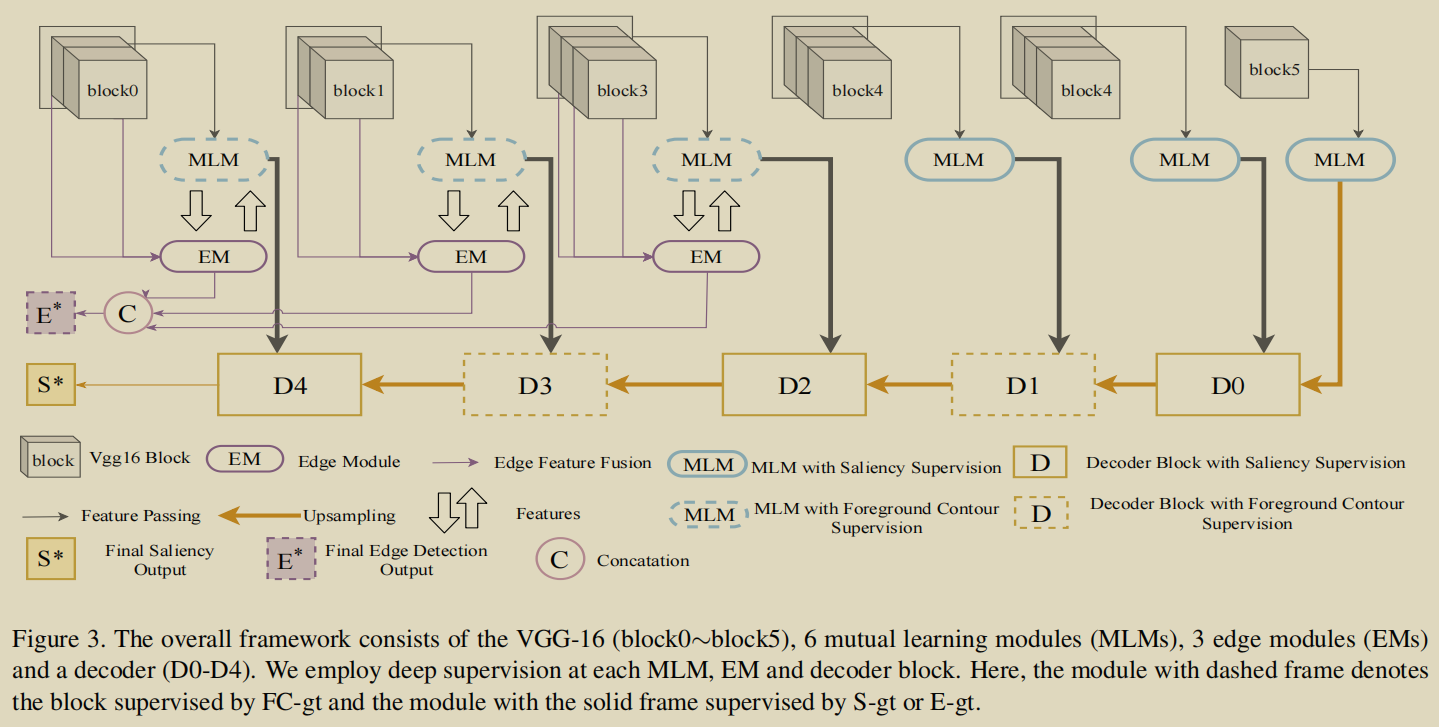 block0
block1
block3
block4
block4
block5
MLM
MLM
MLM
MLM
MLM
MLM
EM
EM
EM
E*
C
S*
D4
D3
D2
D1
D0
block
Vgg16 Block
EM
Edge Module
Edge Feature Fusion
MLM
MLM with Saliency Supervision
D
Decoder Block with Saliency Supervision
Feature Passing
Upsampling
Features
MLM
MLM with Foreground Contour
Supervision
D
Decoder Block with Foreground Contour
Supervision
S*
Final Saliency
Output
E*
Final Edge Detection
Output
C
Concatation
Figure 3. The overall framework consists of the VGG-16 (block0∼block5), 6 mutual learning modules (MLMs), 3 edge modules (EMs)
and a decoder (D0-D4). We employ deep supervision at each MLM, EM and decoder block. Here, the module with dashed frame denotes
the block supervised by FC-gt and the module with the solid frame supervised by S-gt or E-gt.